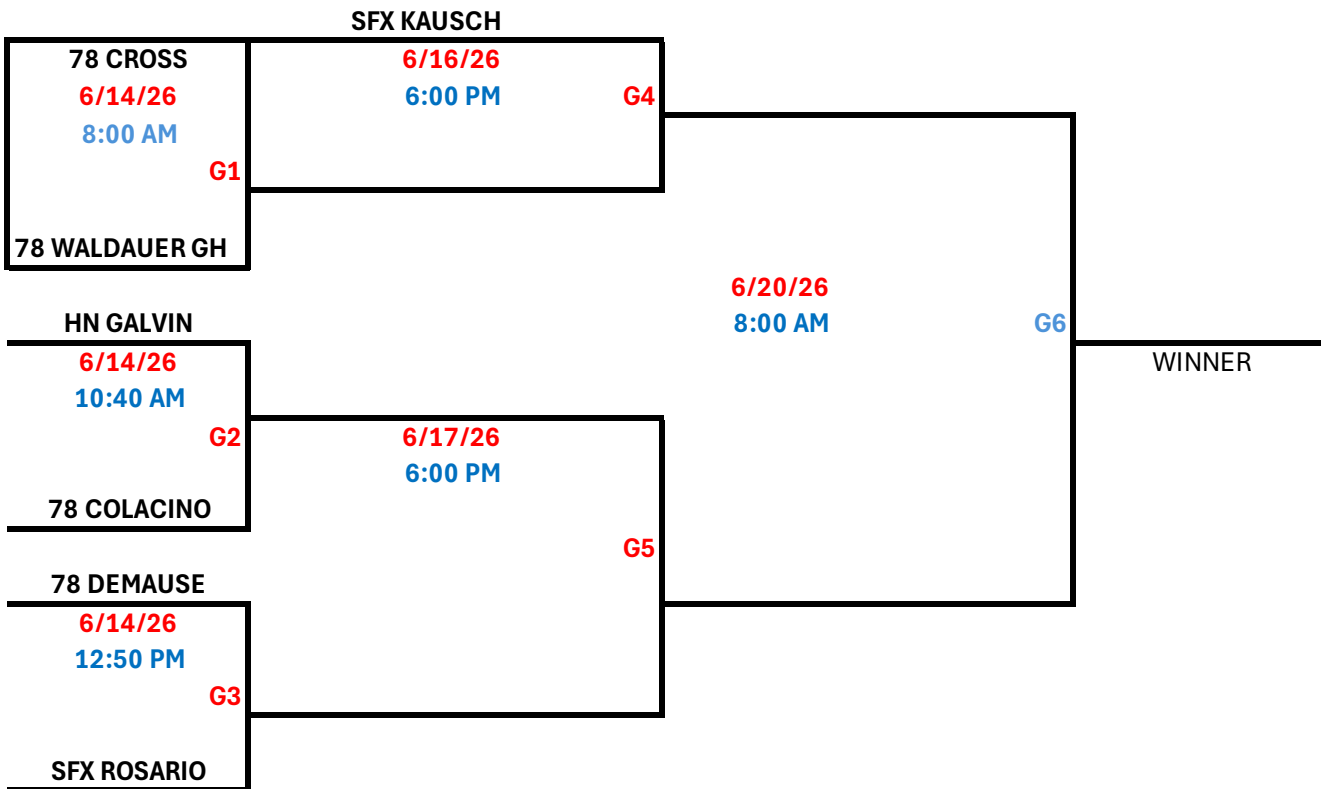 SFX KAUSCH
78 CROSS
6/14/26
8:00 AM
G1
78 WALDAUER GH
6/16/26
6:00 PM
G4
HN GALVIN
6/14/26
10:40 AM
G2
78 COLACINO
78 DEMAUSE
6/14/26
12:50 PM
G3
SFX ROSARIO
6/17/26
6:00 PM
G5
6/20/26
8:00 AM
G6
WINNER